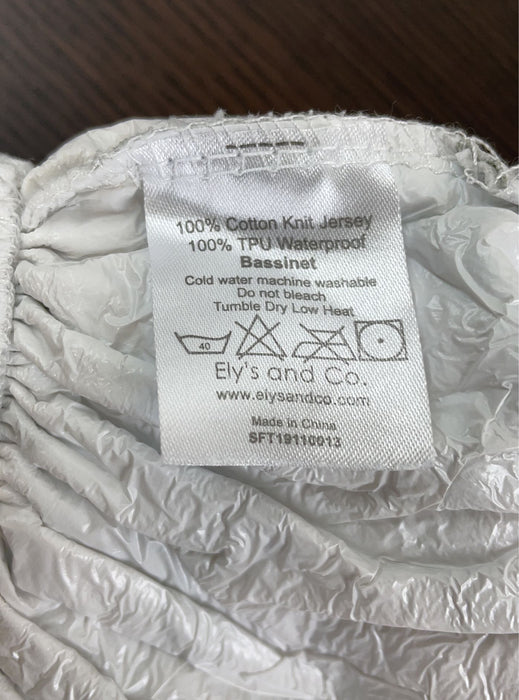 100% Cotton Knit Jersey
100% TPU Waterproof
Bassinet
Cold water machine washable
Do not bleach
Tumble Dry Low Heat
40
Ely's and Co.
www.elysandco.com
Made in China
SFT19110013